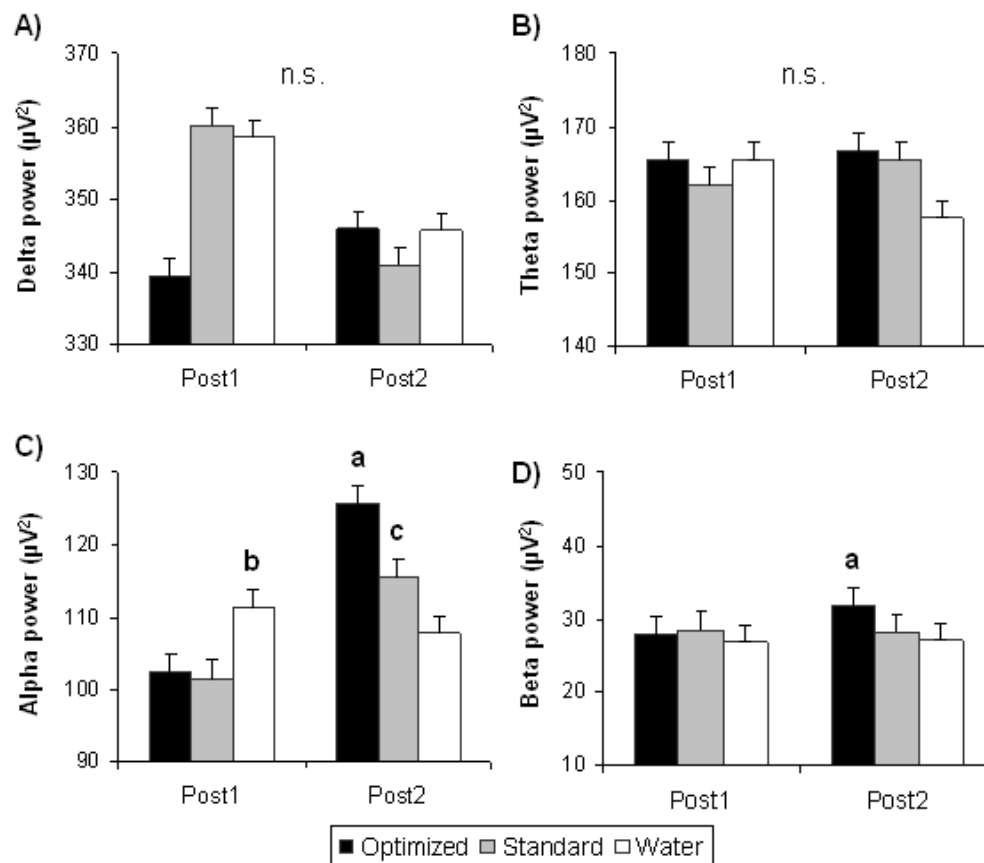 A)
370
360
350
340
330
Delta power (µV²)
n.s.
Post1 Post2
B)
180
170
160
150
140
Theta power (µV²)
n.s.
Post1 Post2
C)
130
120
110
100
90
Alpha power (µV²)
b
a
c
Post1 Post2
D)
50
40
30
20
10
Beta power (µV²)
a
Post1 Post2
Optimized Standard Water